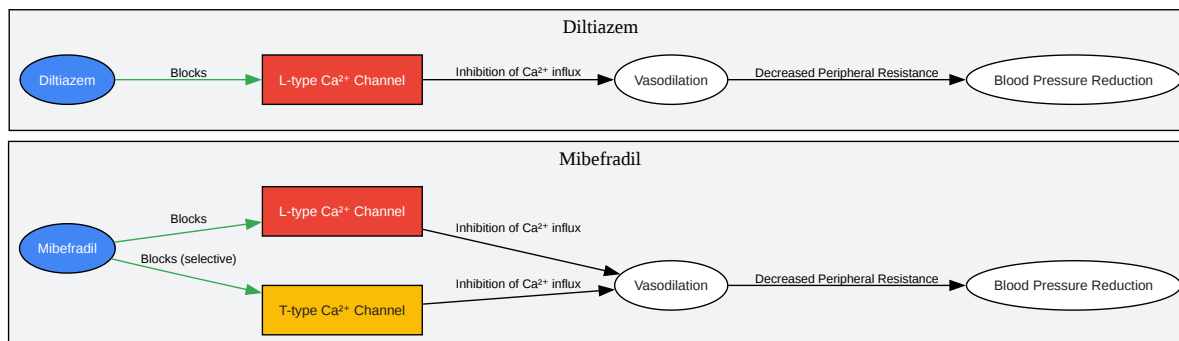 Diltiazem
Diltiazem
Blocks
L-type Ca²⁺ Channel
Inhibition of Ca²⁺ influx
Vasodilation
Decreased Peripheral Resistance
Blood Pressure Reduction
Mibefradil
Mibefradil
Blocks
L-type Ca²⁺ Channel
Inhibition of Ca²⁺ influx
Blocks (selective)
T-type Ca²⁺ Channel
Inhibition of Ca²⁺ influx
Vasodilation
Decreased Peripheral Resistance
Blood Pressure Reduction